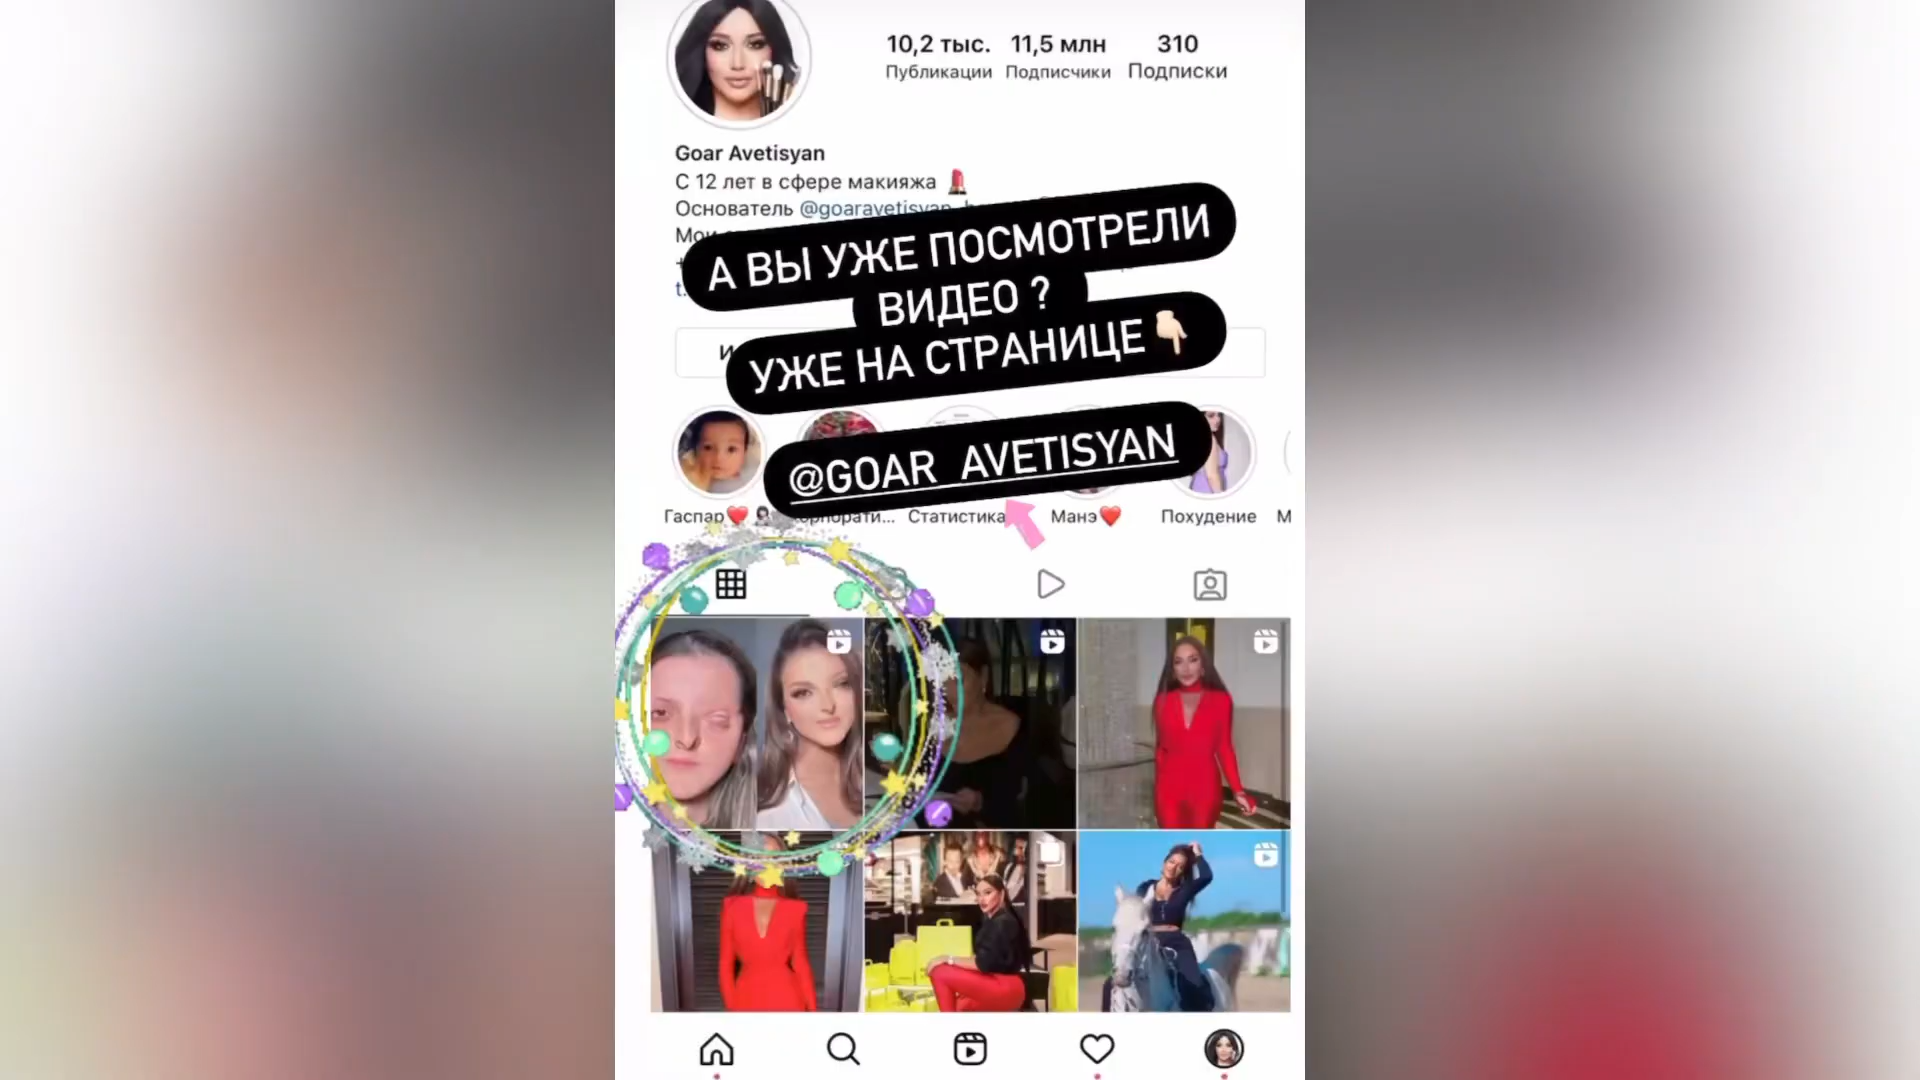 10,2 тыс. 11,5 млн 310
Публикации Подписчики Подписки
Goar Avetisyan
С 12 лет в сфере макияжа
Основатель
А ВЫ УЖЕ ПОСМОТРЕЛИ
ВИДЕО ?
УЖЕ НА СТРАНИЦЕ
@GOAR_AVETISYAN
Гаспар Статистика Манэ Похудение